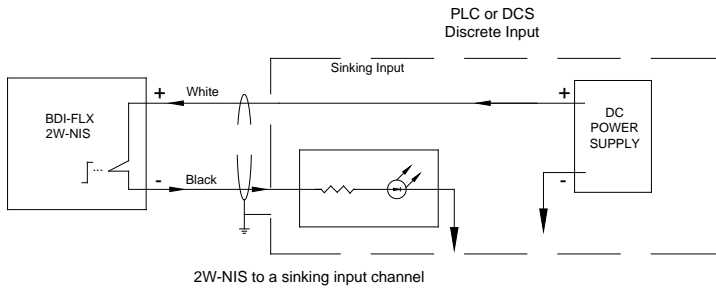 PLC or DCS
Discrete Input
Sinking Input
+
White
+
BDI-FLX
2W-NIS
DC
POWER
SUPPLY
-
Black
-
2W-NIS to a sinking input channel